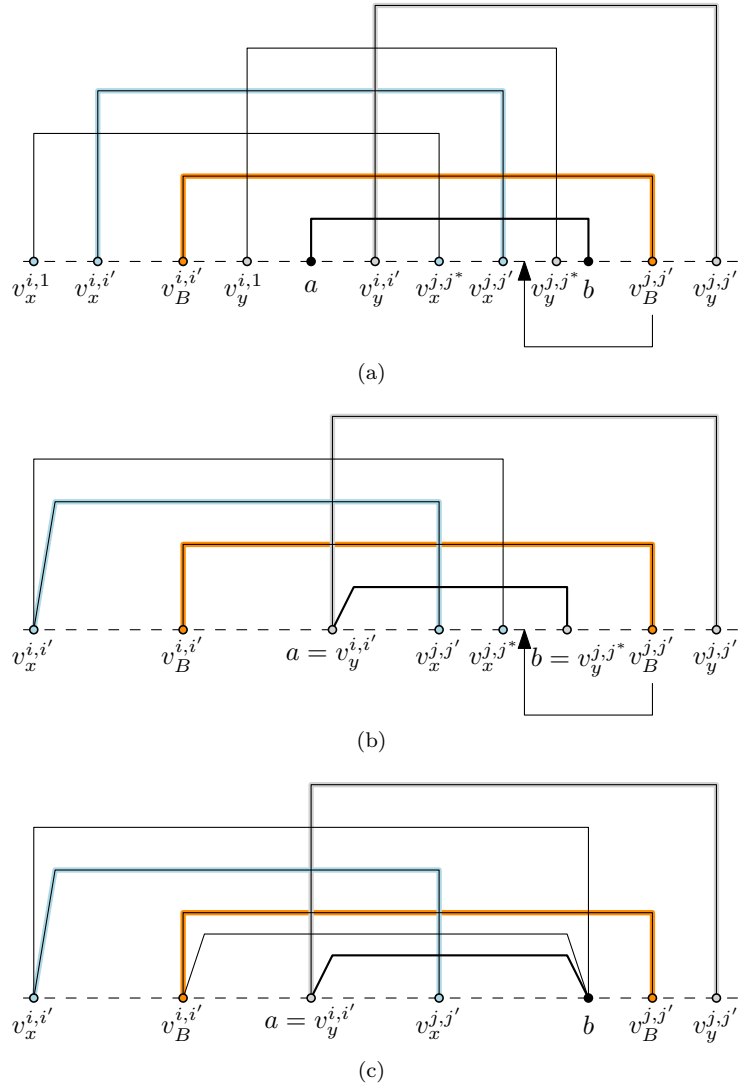 $v_x^{i,1}$ $v_x^{i,i'}$ $v_B^{i,i'}$ $v_y^{i,1}$ $a$ $v_y^{i,i'}$ $v_x^{j,j^*}$ $v_x^{j,j'}$ $v_y^{j,j^*}$ $b$ $v_B^{j,j'}$ $v_y^{j,j'}$
(a)
$v_x^{i,i'}$ $v_B^{i,i'}$ $a = v_y^{i,i'}$ $v_x^{j,j'}$ $v_x^{j,j^*}$ $b = v_y^{j,j^*}$ $v_B^{j,j'}$ $v_y^{j,j'}$
(b)
$v_x^{i,i'}$ $v_B^{i,i'}$ $a = v_y^{i,i'}$ $v_x^{j,j'}$ $b$ $v_B^{j,j'}$ $v_y^{j,j'}$
(c)